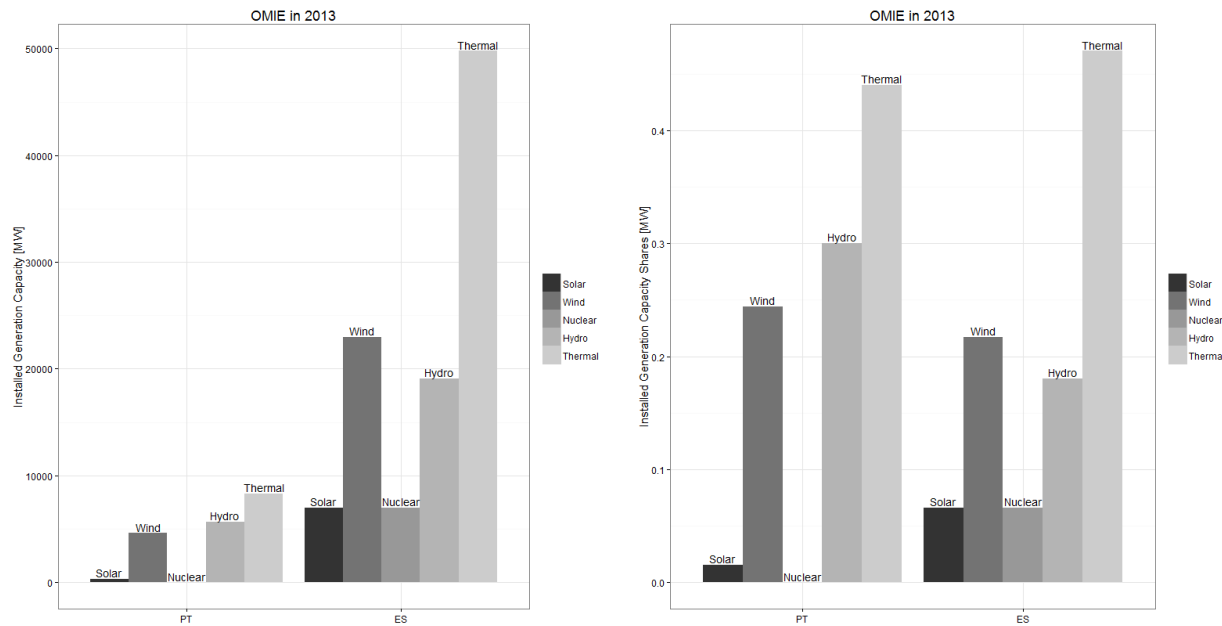 OMIE in 2013
Installed Generation Capacity [MW]
50000
40000
30000
20000
10000
0
Solar
Wind
Nuclear
Hydro
Thermal
Solar
Wind
Nuclear
Hydro
Thermal
PT
ES
Solar
Wind
Nuclear
Hydro
Thermal
OMIE in 2013
Installed Generation Capacity Shares [MW]
0.4
0.3
0.2
0.1
0.0
Solar
Wind
Nuclear
Hydro
Thermal
Solar
Wind
Nuclear
Hydro
Thermal
PT
ES
Solar
Wind
Nuclear
Hydro
Therma